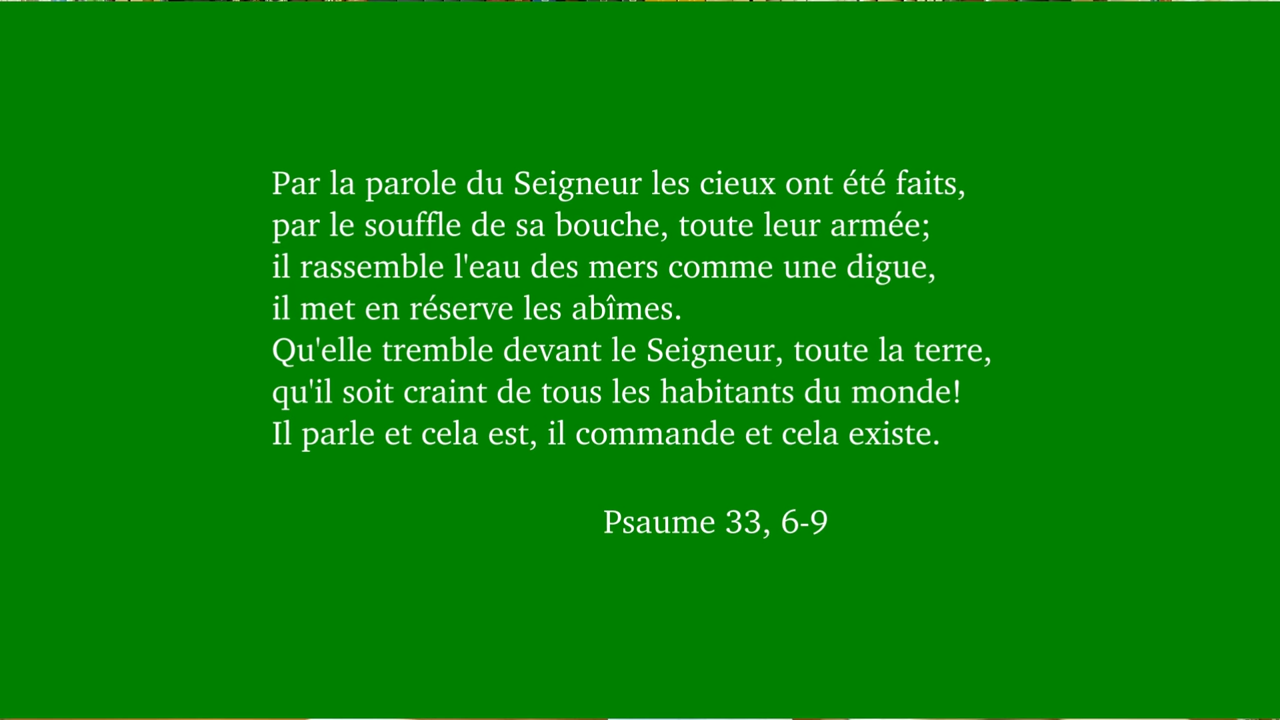 Par la parole du Seigneur les cieux ont été faits,
par le souffle de sa bouche, toute leur armée;
il rassemble l'eau des mers comme une digue,
il met en réserve les abîmes.
Qu'elle tremble devant le Seigneur, toute la terre,
qu'il soit craint de tous les habitants du monde!
Il parle et cela est, il commande et cela existe.
Psaume 33, 6-9